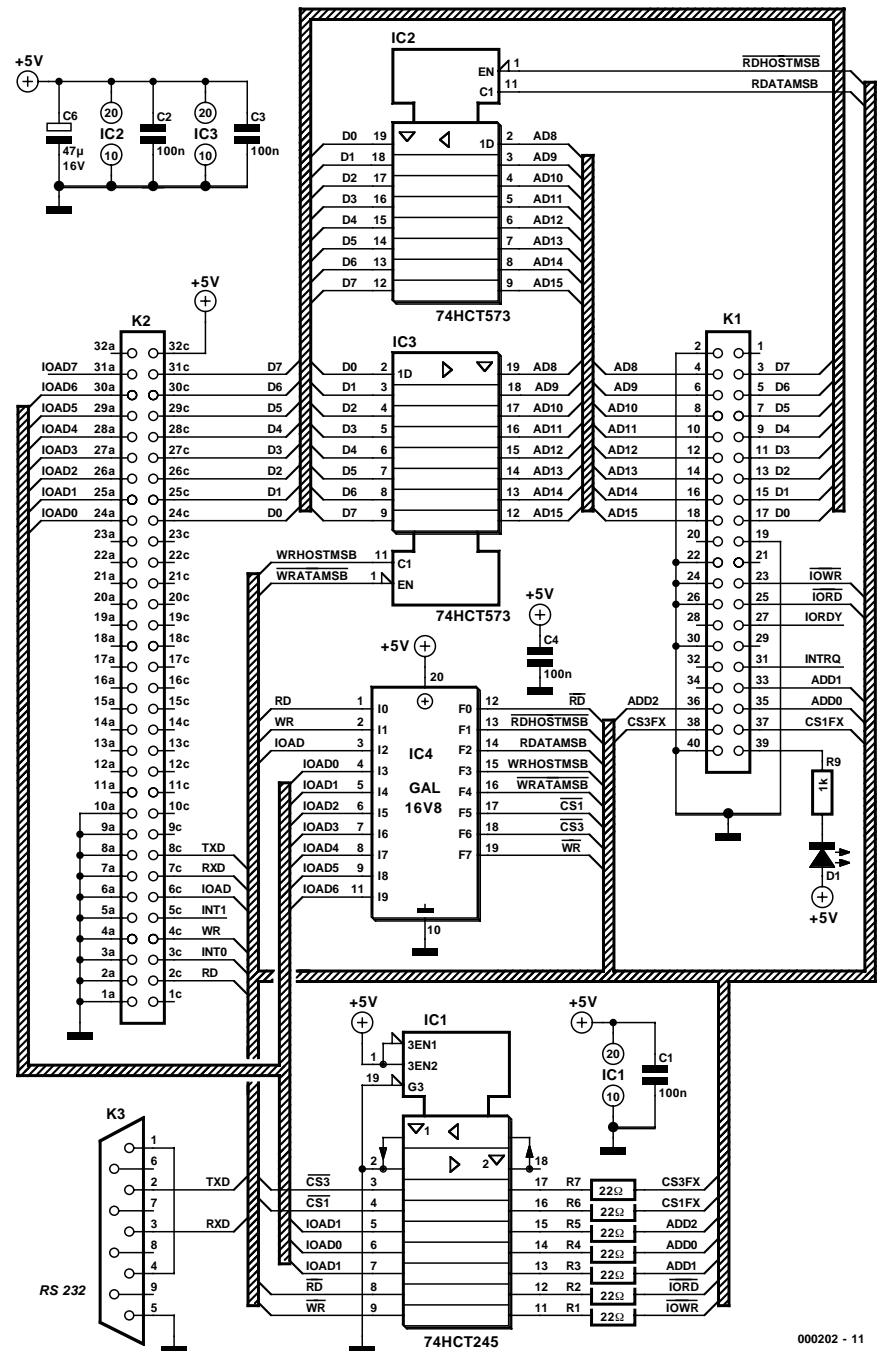 IC2
+5V
EN 1 RDHOSTMSB
C1 11 RDATAMSB
C6 20 C2 20 C3
IC2 IC3
47µ 10 100n 10 100n
16V
D0 19 1D 2 AD8
D1 18 3 AD9
D2 17 4 AD10
D3 16 5 AD11
D4 15 6 AD12
D5 14 7 AD13
D6 13 8 AD14
D7 12 9 AD15
74HCT573
+5V
K2 IC3 K1
32a 32c 2 1
IOAD7 31a 31c D7 D0 2 1D 19 AD8 AD8 4 3 D7
IOAD6 30a 30c D6 D1 3 18 AD9 AD9 6 5 D6
IOAD5 29a 29c D5 D2 4 17 AD10 AD10 8 7 D5
IOAD4 28a 28c D4 D3 5 16 AD11 AD11 10 9 D4
IOAD3 27a 27c D3 D4 6 15 AD12 AD12 12 11 D3
IOAD2 26a 26c D2 D5 7 14 AD13 AD13 14 13 D2
IOAD1 25a 25c D1 D6 8 13 AD14 AD14 16 15 D1
IOAD0 24a 24c D0 D7 9 12 AD15 AD15 18 17 D0
23a 23c 20 19
22a 22c WRHOSTMSB 11 C1 22 21
21a 21c WRATAMSB 1 EN 24 23 IOWR
20a 20c 74HCT573 26 25 IORD
19a 19c +5V 28 27 IORDY
18a 18c +5V C4 30 29
17a 17c 20 100n 32 31 INTRQ
16a 16c 34 33 ADD1
15a 15c RD 1 I0 F0 12 RD ADD2 36 35 ADD0
14a 14c WR 2 I1 F1 13 RDHOSTMSB CS3FX 38 37 CS1FX
13a 13c IOAD 3 I2 IC4 F2 14 RDATAMSB 40 39
12a 12c IOAD0 4 I3 F3 15 WRHOSTMSB R9
11a 11c IOAD1 5 I4 GAL F4 16 WRATAMSB 1k
10a 10c IOAD2 6 I5 16V8 F5 17 CS1
9a 9c IOAD3 7 I6 F6 18 CS3
8a 8c TXD IOAD4 8 I7 F7 19 WR
7a 7c RXD IOAD5 9 I8 D1
6a 6c IOAD IOAD6 11 I9
5a 5c INT1 +5V
4a 4c WR 10
3a 3c INT0
2a 2c RD
1a 1c
+5V IC1 +5V
3EN1 20 C1
1 3EN2 IC1
19 G3 10 100n
K3
1 1
6 2 2 18
2 TXD CS3 3 17 R7 22Ω CS3FX
7 CS1 4 16 R6 22Ω CS1FX
3 RXD IOAD1 5 15 R5 22Ω ADD2
8 IOAD0 6 14 R4 22Ω ADD0
4 IOAD1 7 13 R3 22Ω ADD1
9 RD 8 12 R2 22Ω IORD
RS 232
5 WR 9 11 R1 22Ω IOWR
74HCT245
000202 - 11